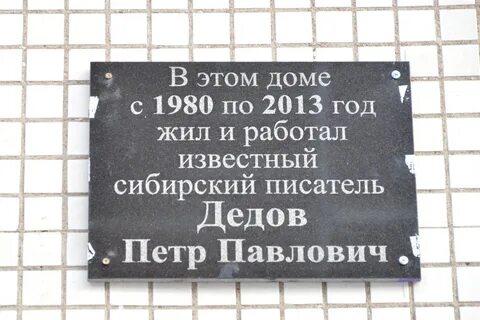 В этом доме
с 1980 по 2013 год
жил и работал
известный
сибирский писатель
Дедов
Петр Павлович